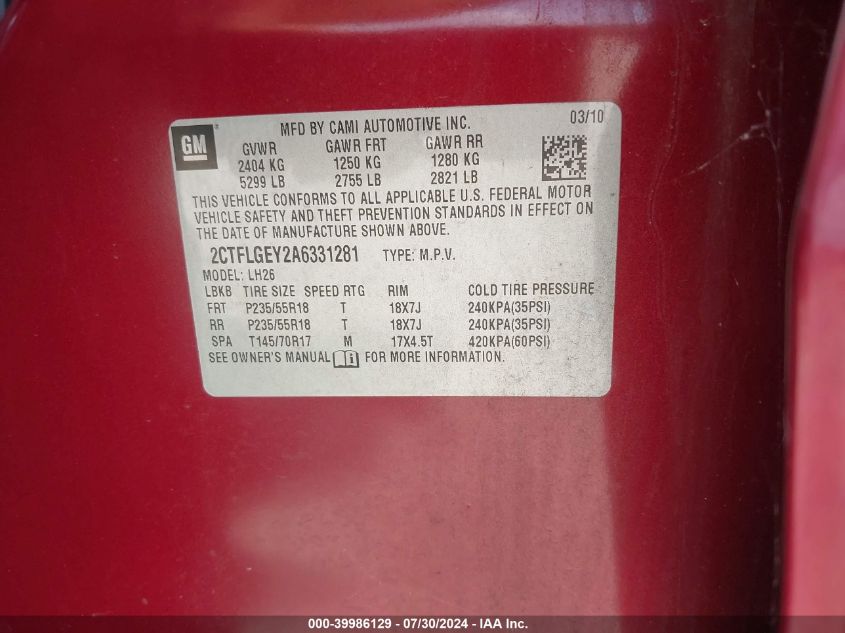 GM
MFD BY CAMI AUTOMOTIVE INC. 03/10
GVWR GAWR FRT GAWR RR
2404 KG 1250 KG 1280 KG
5299 LB 2755 LB 2821 LB
THIS VEHICLE CONFORMS TO ALL APPLICABLE U.S. FEDERAL MOTOR
VEHICLE SAFETY AND THEFT PREVENTION STANDARDS IN EFFECT ON
THE DATE OF MANUFACTURE SHOWN ABOVE.
2CTFLGEY2A6331281 TYPE: M.P.V.
MODEL: LH26
LBKB TIRE SIZE SPEED RTG RIM COLD TIRE PRESSURE
FRT P235/55R18 T 18X7J 240KPA(35PSI)
RR P235/55R18 T 18X7J 240KPA(35PSI)
SPA T145/70R17 M 17X4.5T 420KPA(60PSI)
SEE OWNER'S MANUAL FOR MORE INFORMATION.
000-39986129 - 07/30/2024 - IAA Inc.